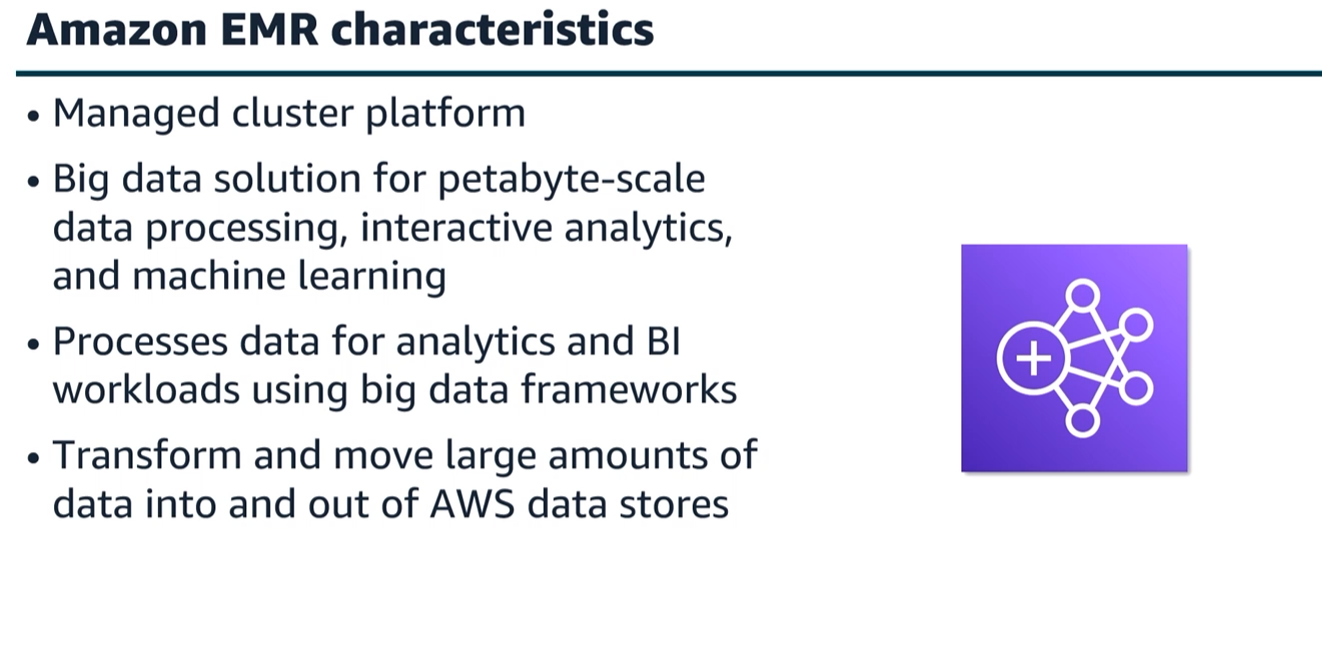 Amazon EMR characteristics
• Managed cluster platform
• Big data solution for petabyte-scale
data processing, interactive analytics,
and machine learning
• Processes data for analytics and BI
workloads using big data frameworks
• Transform and move large amounts of
data into and out of AWS data stores